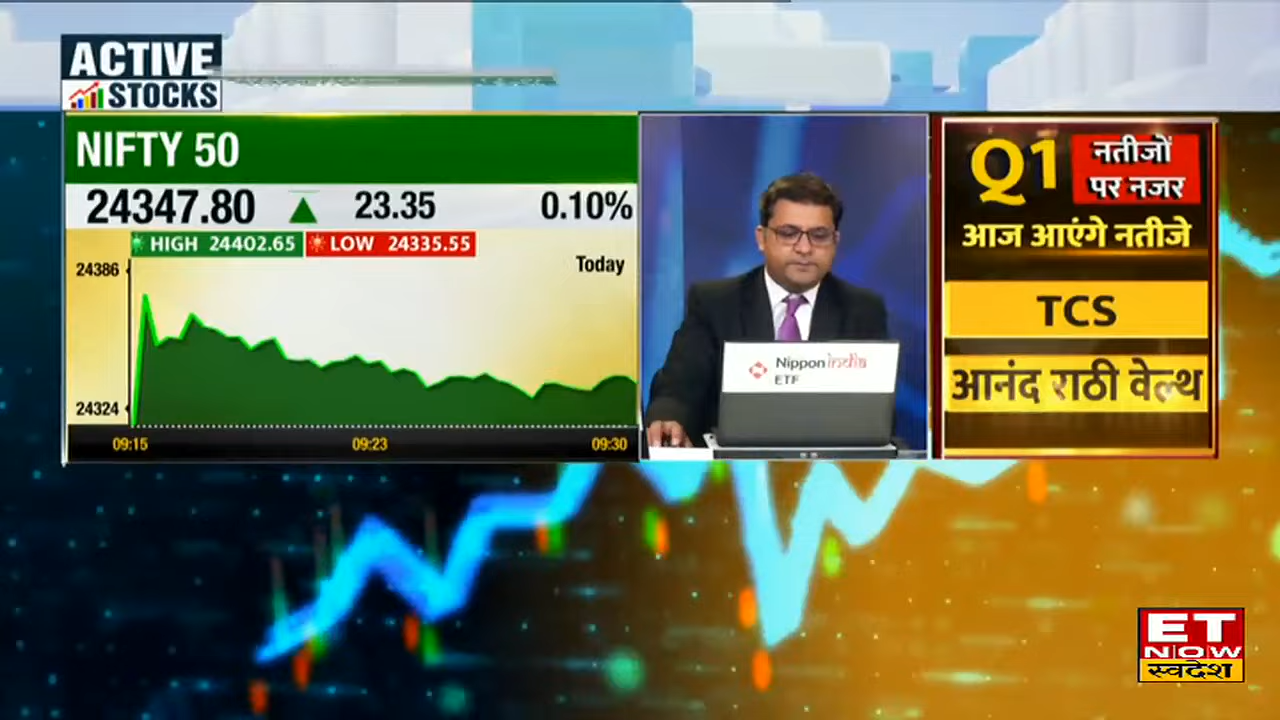 ACTIVE
STOCKS
NIFTY 50
24347.80 ▲ 23.35 0.10%
HIGH 24402.65 LOW 24335.55
Today
24386
24324
09:15 09:23 09:30
Nippon india
ETF
Q1 नतीजों
पर नजर
आज आएंगे नतीजे
TCS
आनंद राठी वेल्थ
ET
NOW
स्वदेश